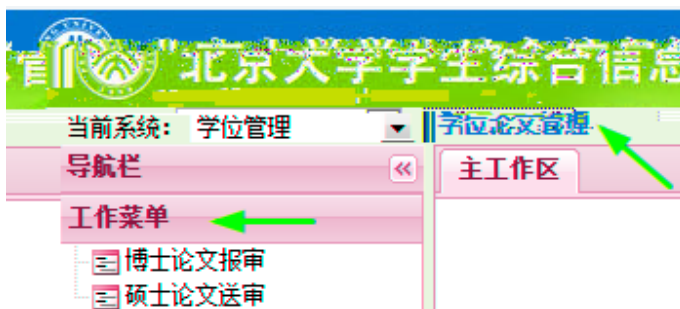 北京大学学生综合信息
当前系统: 学位管理
学位论文管理
导航栏
主工作区
工作菜单
博士论文报审
硕士论文送审